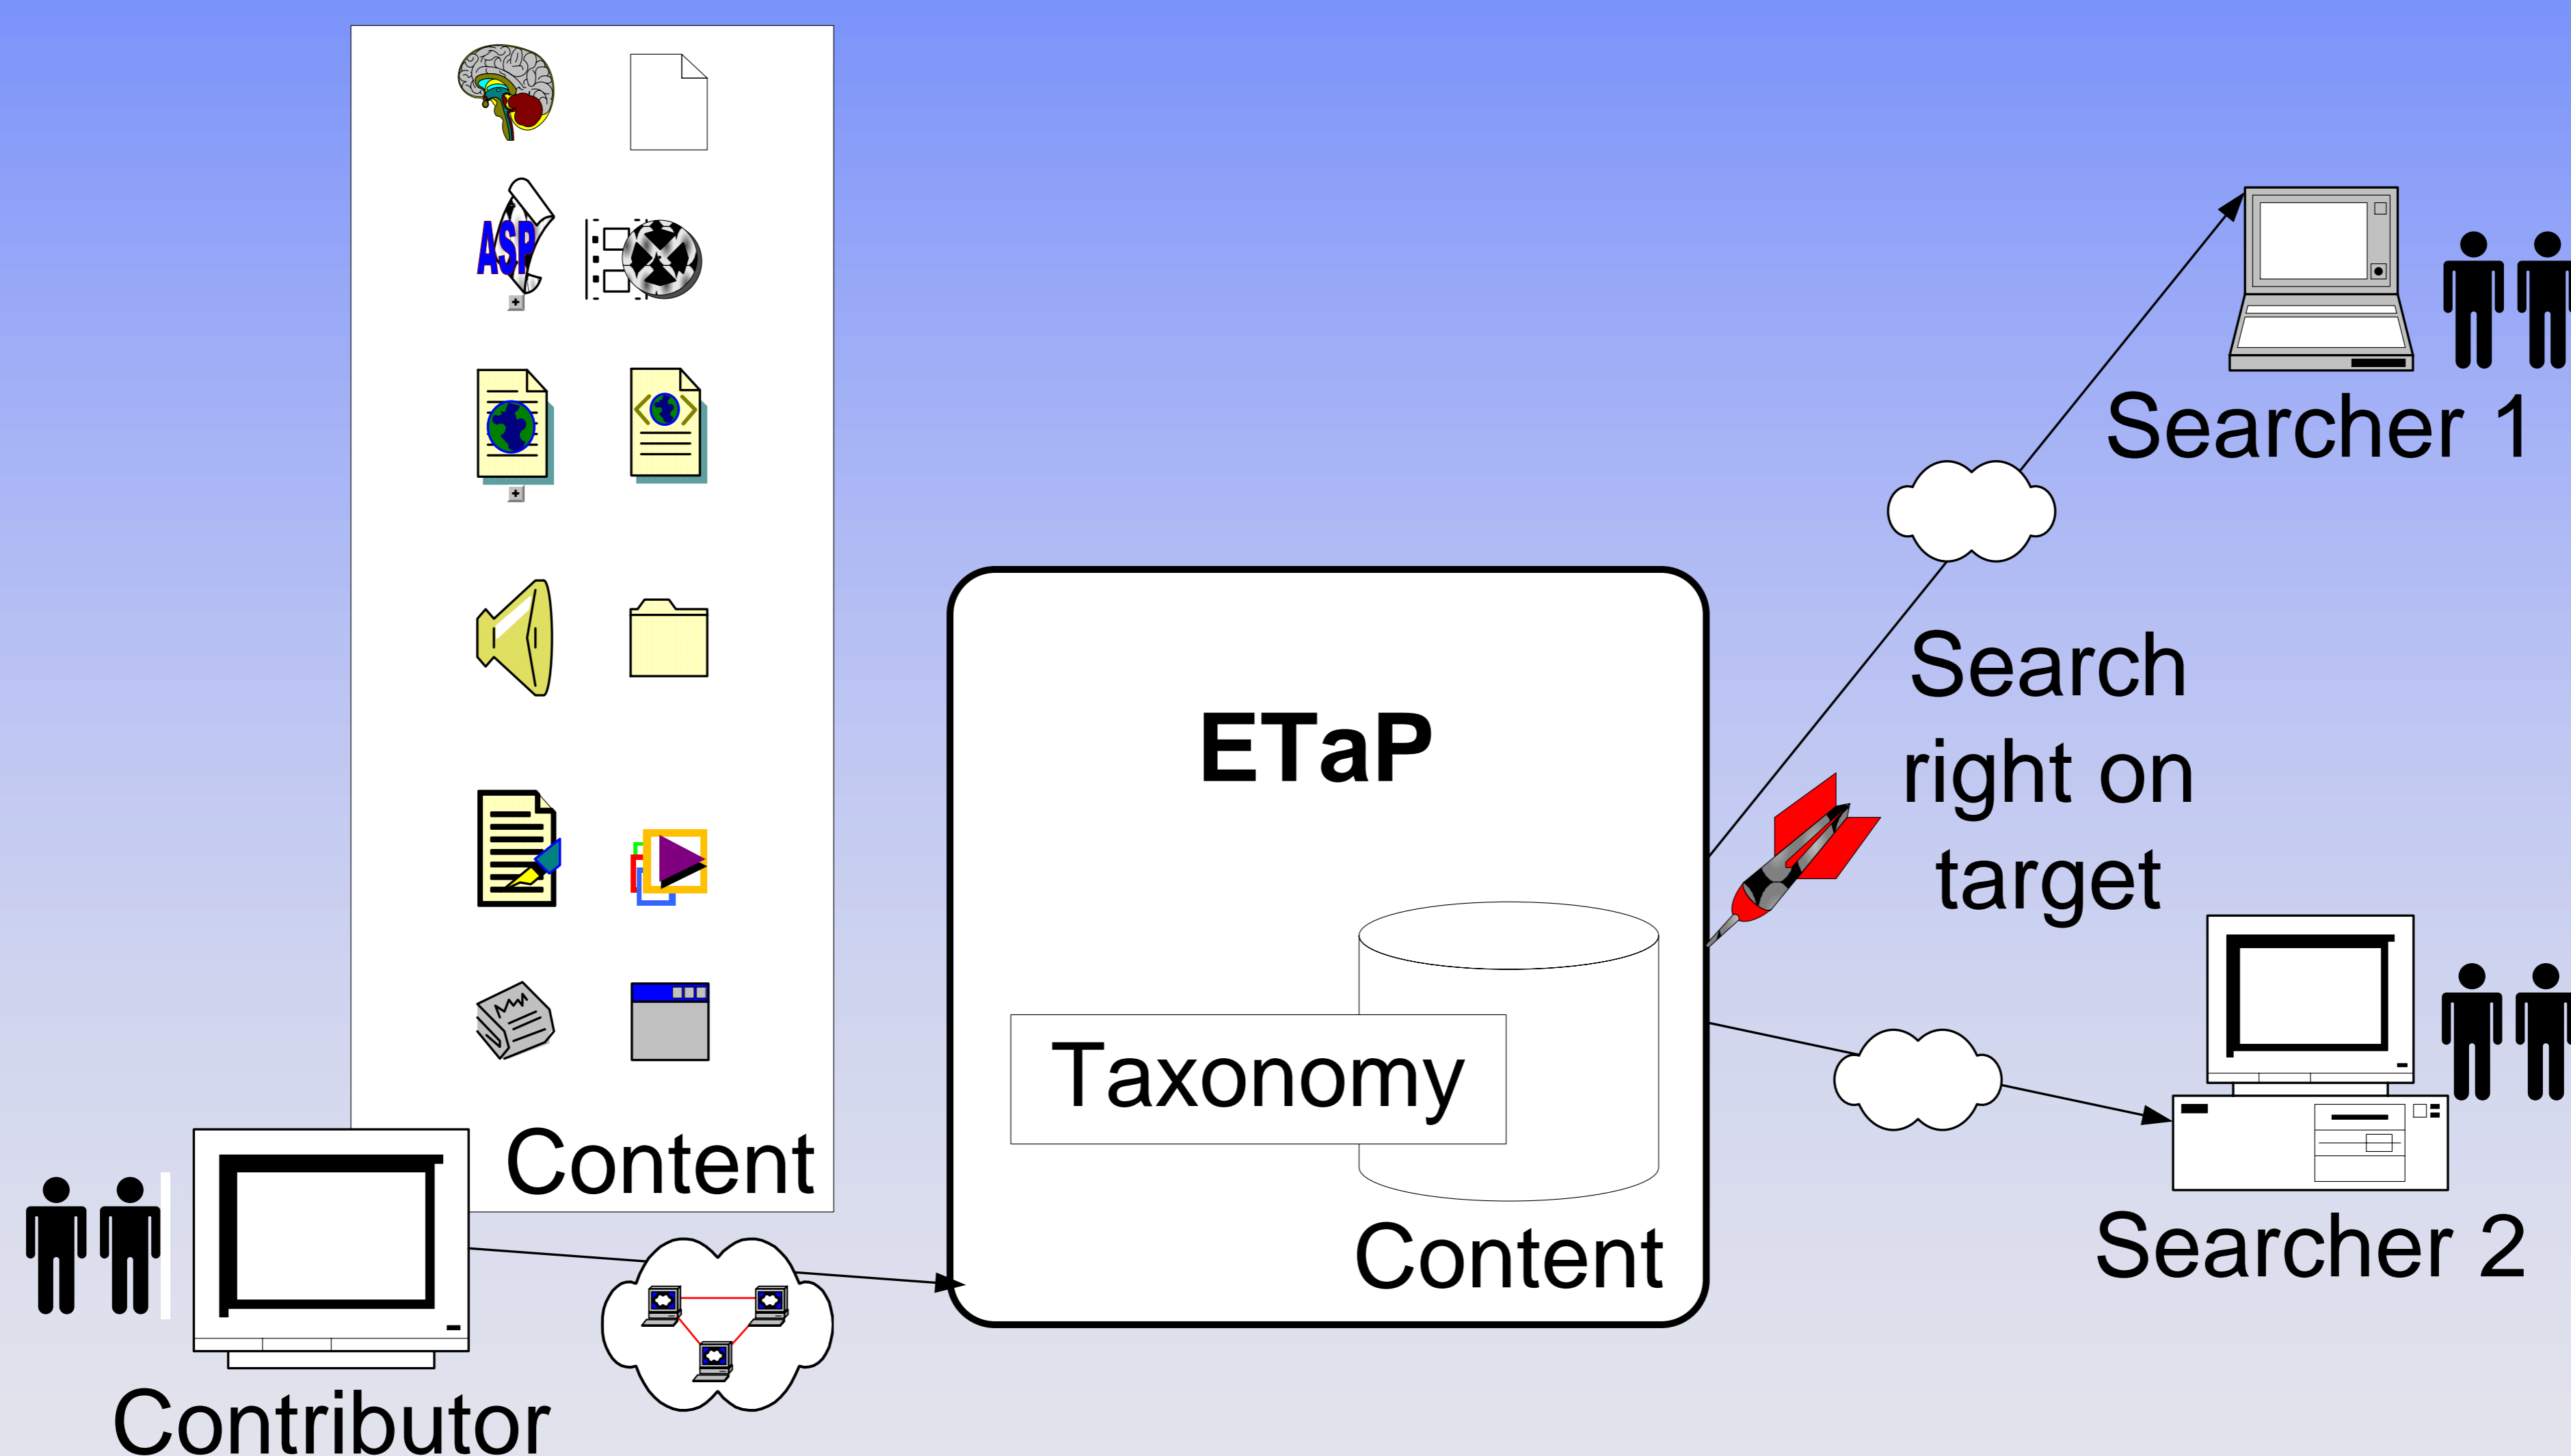 ASP
Content
Contributor
ETaP
Taxonomy
Content
Searcher 1
Search
right on
target
Searcher 2